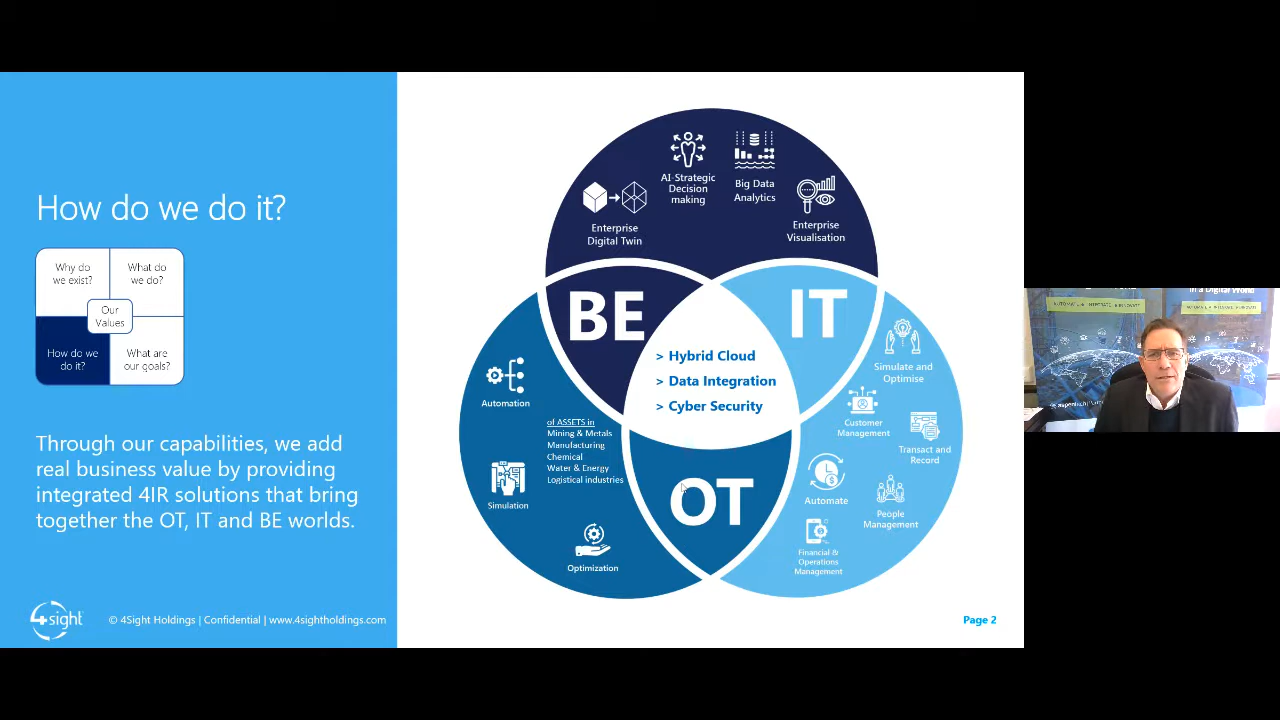 How do we do it?
Why do
we exist?
What do
we do?
Our
Values
How do we
do it?
What are
our goals?
Through our capabilities, we add
real business value by providing
integrated 4IR solutions that bring
together the OT, IT and BE worlds.
4sight
© 4Sight Holdings | Confidential | www.4sightholdings.com
AI-Strategic
Decision
making
Big Data
Analytics
Enterprise
Digital Twin
Enterprise
Visualisation
BE
IT
> Hybrid Cloud
> Data Integration
> Cyber Security
OT
Automation
of ASSETS in
Mining & Metals
Manufacturing
Chemical
Water & Energy
Logistical industries
Simulation
Optimization
Simulate and
Optimise
Customer
Management
Transact and
Record
Automate
People
Management
Financial &
Operations
Management
Page 2
in a Digital World
aspentech